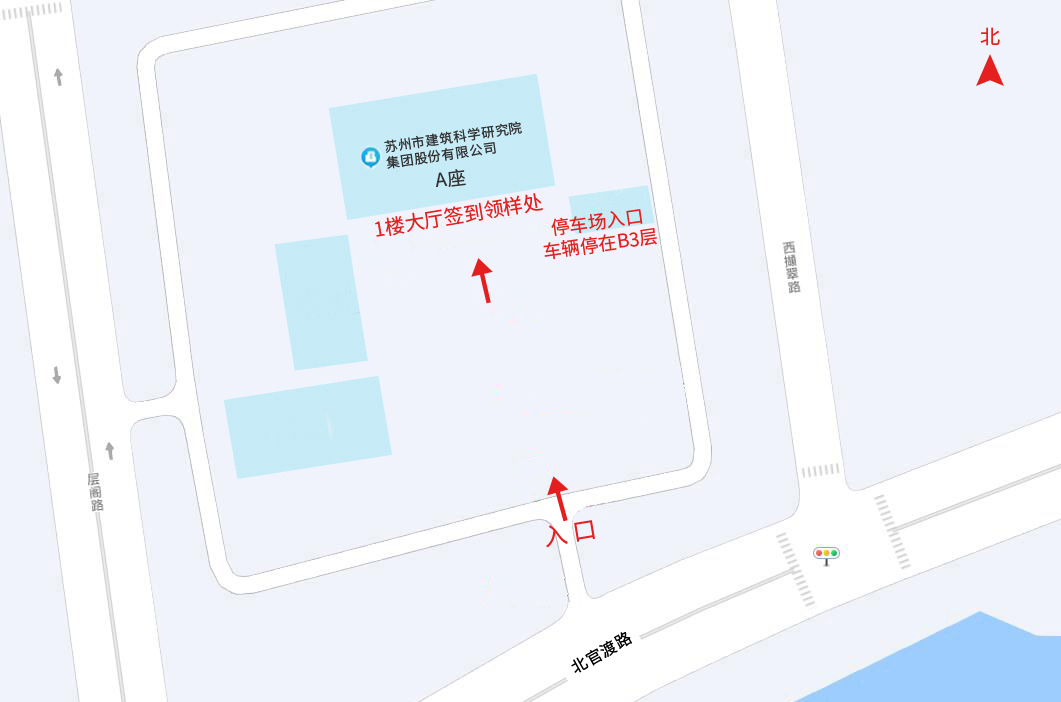 北
苏州市建筑科学研究院
集团股份有限公司
A座
1楼大厅签到领样处
停车场入口
车辆停在B3层
西撷翠路
层阁路
入口
北官渡路